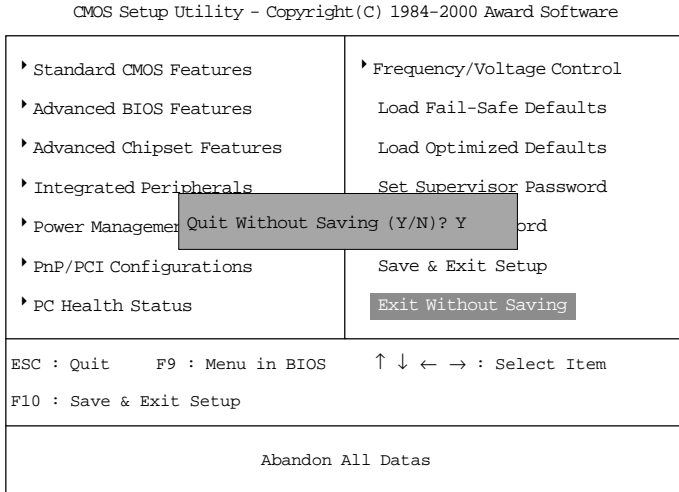 CMOS Setup Utility - Copyright(C) 1984-2000 Award Software
Standard CMOS Features
Advanced BIOS Features
Advanced Chipset Features
Integrated Peripherals
Power Managemen
PnP/PCI Configurations
PC Health Status
Frequency/Voltage Control
Load Fail-Safe Defaults
Load Optimized Defaults
Set Supervisor Password
ord
Save & Exit Setup
Exit Without Saving
Quit Without Saving (Y/N)? Y
ESC : Quit F9 : Menu in BIOS ↑ ↓ ← → : Select Item
F10 : Save & Exit Setup
Abandon All Datas